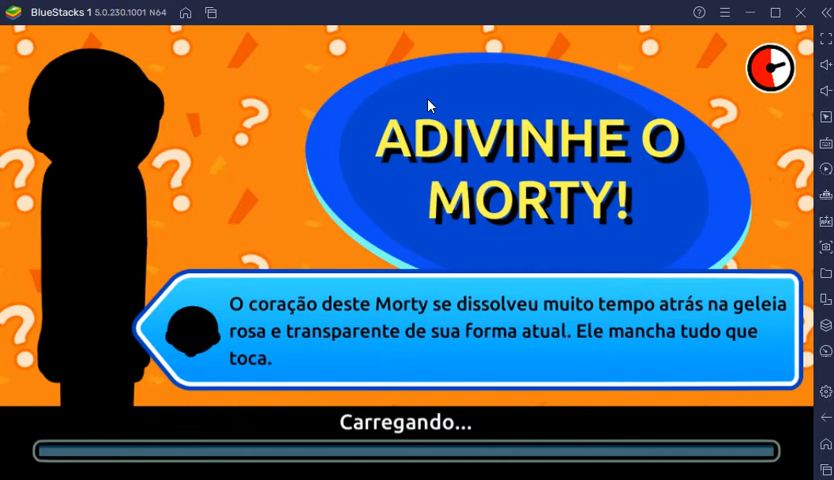 BlueStacks 1 5.0.230.1001 N64
ADIVINHE O
MORTY!
O coração deste Morty se dissolveu muito tempo atrás na geleia
rosa e transparente de sua forma atual. Ele mancha tudo que
toca.
Carregando...